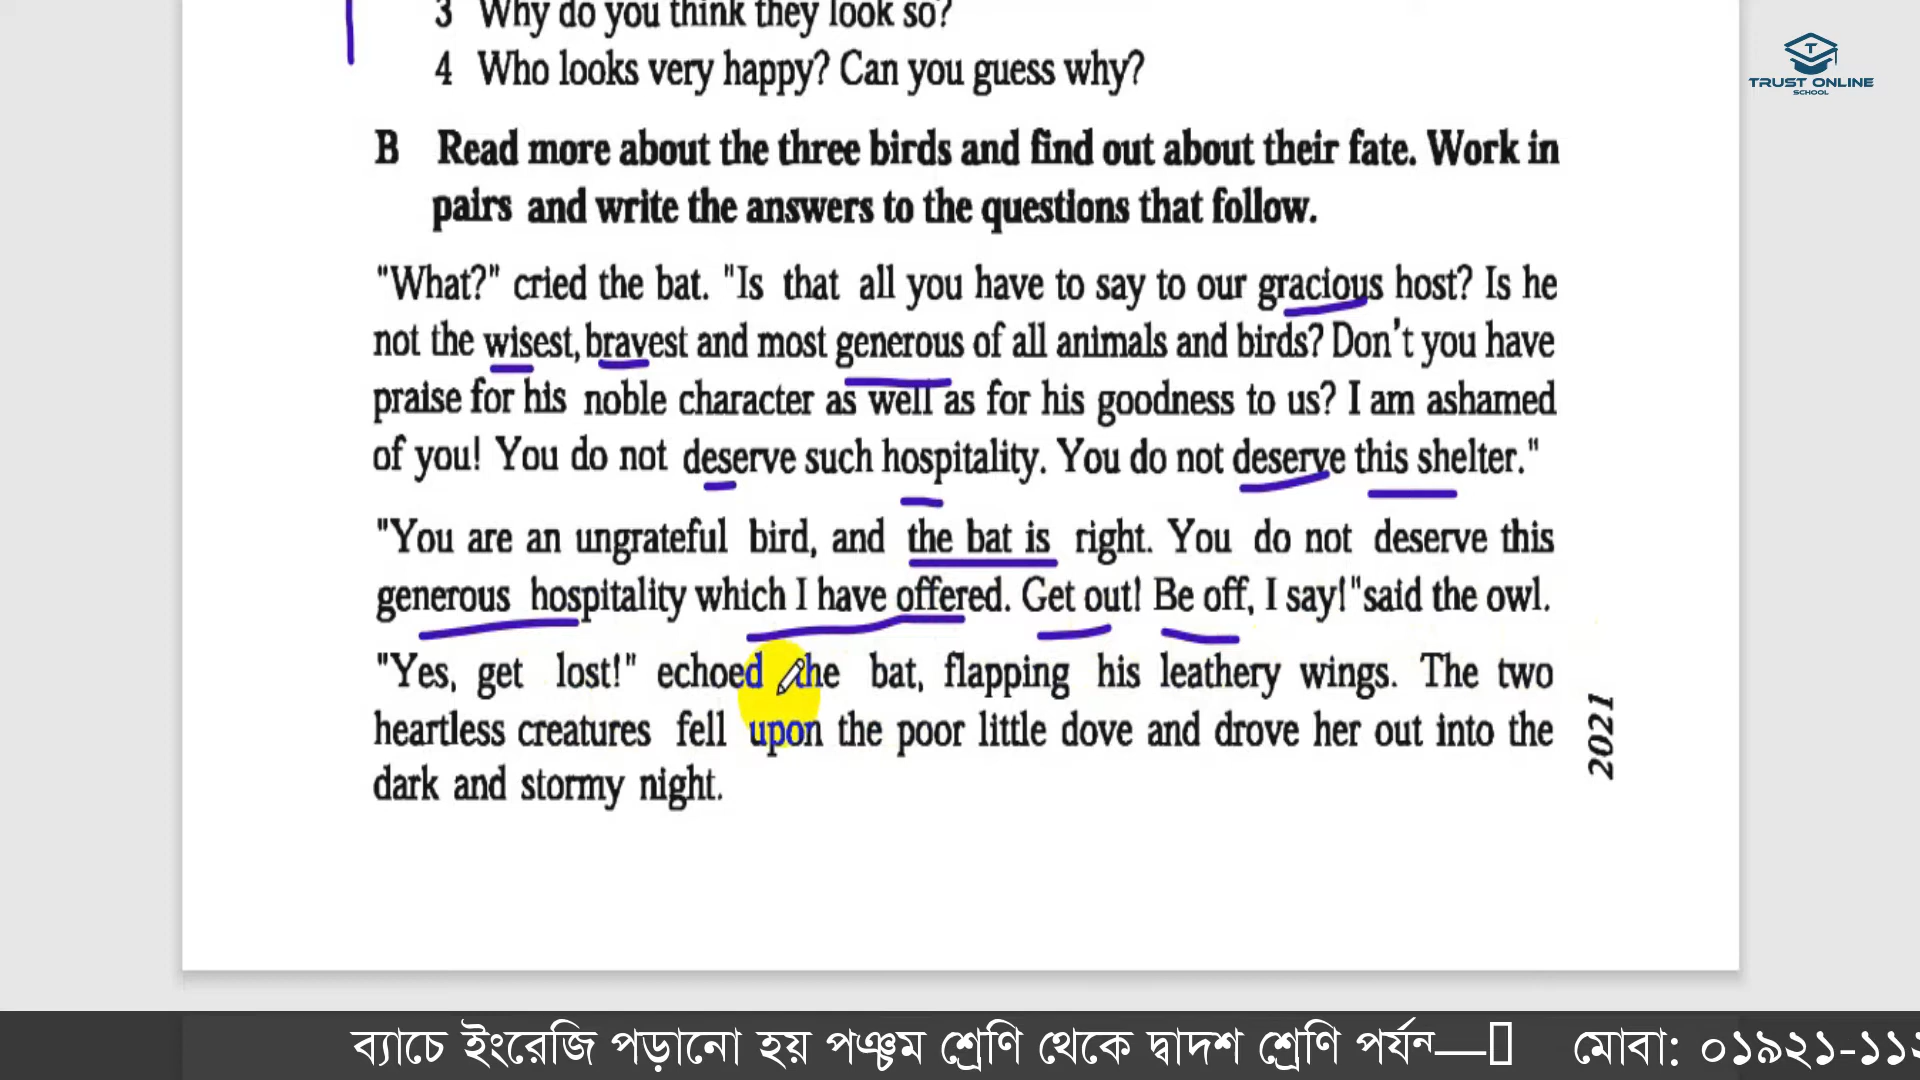 3 Why do you think they look so?
4 Who looks very happy? Can you guess why?
T
TRUST ONLINE
SCHOOL
B Read more about the three birds and find out about their fate. Work in
pairs and write the answers to the questions that follow.
"What?" cried the bat. "Is that all you have to say to our gracious host? Is he
not the wisest, bravest and most generous of all animals and birds? Don't you have
praise for his noble character as well as for his goodness to us? I am ashamed
of you! You do not deserve such hospitality. You do not deserve this shelter."
"You are an ungrateful bird, and the bat is right. You do not deserve this
generous hospitality which I have offered. Get out! Be off, I say!"said the owl.
"Yes, get lost!" echoed the bat, flapping his leathery wings. The two
heartless creatures fell upon the poor little dove and drove her out into the
dark and stormy night.
2021
ব্যাচে ইংরেজি পড়ানো হয় পঞ্চম শ্রেণি থেকে দ্বাদশ শ্রেণি পর্যন— মোবা: ০১৯২১-১১